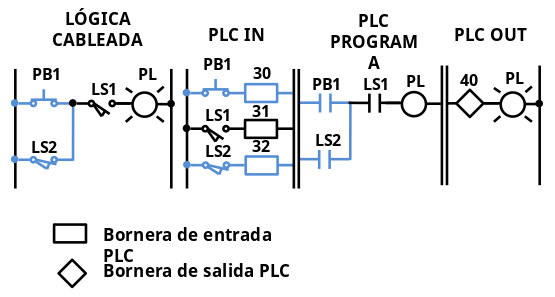 LÓGICA
CABLEADA
PLC IN
PLC
PROGRAM
A
PLC OUT
PB1
LS1
PL
LS2
PB1
30
LS1
31
LS2
32
PB1
LS1
PL
LS2
40
PL
Bornera de entrada
PLC
Bornera de salida PLC